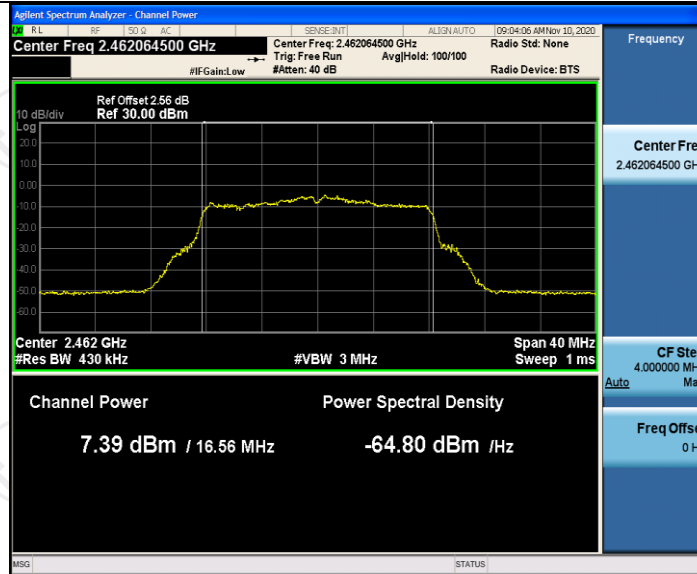 Agilent Spectrum Analyzer - Channel Power
RL RF 50 Ω AC SENSE:INT ALIGN AUTO 09:04:06 AM Nov 10, 2020
Center Freq 2.462064500 GHz
Center Freq: 2.462064500 GHz
Radio Std: None
Trig: Free Run Avg|Hold: 100/100
#IFGain:Low #Atten: 40 dB Radio Device: BTS
Frequency
Ref Offset 2.56 dB
10 dB/div Ref 30.00 dBm
Log
20.0
10.0
0.00
-10.0
-20.0
-30.0
-40.0
-50.0
-60.0
Center 2.462 GHz Span 40 MHz
#Res BW 430 kHz #VBW 3 MHz Sweep 1 ms
Channel Power Power Spectral Density
7.39 dBm / 16.56 MHz -64.80 dBm /Hz
Center Fre
2.462064500 GH
CF Ste
4.000000 MH
Auto Ma
Freq Offse
0 H
MSG STATUS